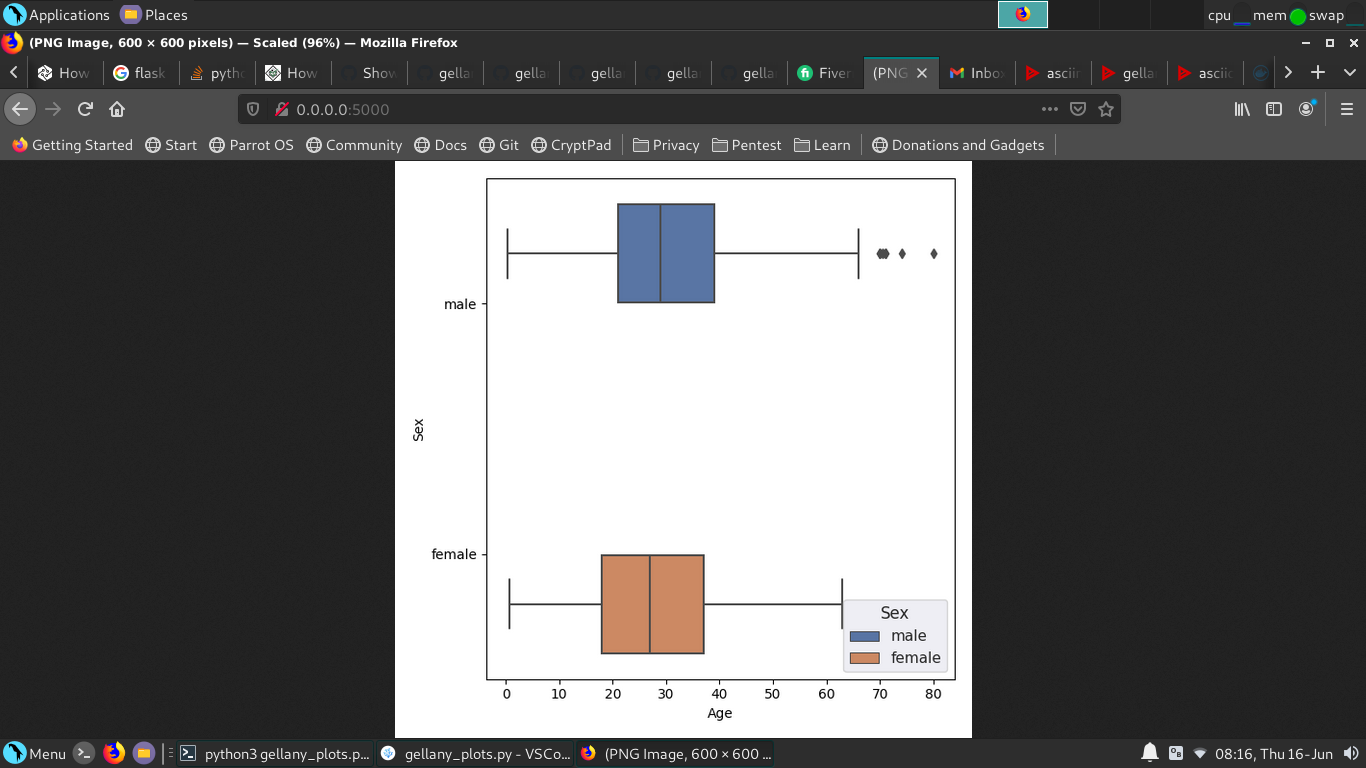 Applications Places cpu mem swap
(PNG Image, 600 × 600 pixels) — Scaled (96%) — Mozilla Firefox
How flask pytho How Show gella gella gella gella gella Fiver (PNG Inbo asciin gella ascii
0.0.0.0:5000
Getting Started Start Parrot OS Community Docs Git CryptPad Privacy Pentest Learn Donations and Gadgets
male
Sex
female
Sex
male
female
0 10 20 30 40 50 60 70 80
Age
Menu python3 gellany_plots.p... gellany_plots.py - VSCo... (PNG Image, 600 × 600 ... 08:16, Thu 16-Jun